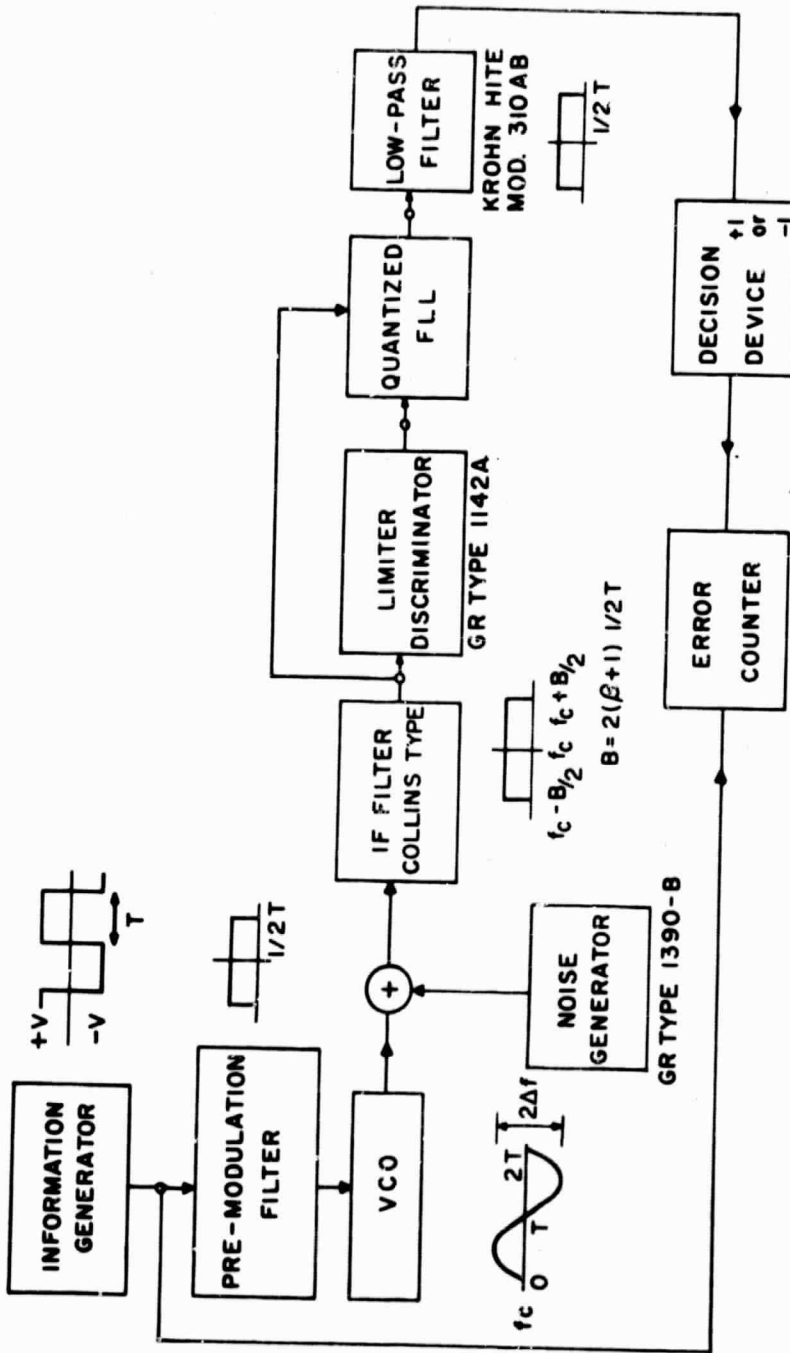 INFORMATION
GENERATOR
+V
-V
T
PRE-MODULATION
FILTER
1/2T
VCO
fc
0
T
2T
2Δf
+
NOISE
GENERATOR
GR TYPE 1390-B
IF FILTER
COLLINS TYPE
fc-B/2 fc fc+B/2
B=2(β+1) 1/2T
LIMITER
DISCRIMINATOR
GR TYPE 1142A
QUANTIZED
FLL
LOW-PASS
FILTER
KROHN HITE
MOD. 310AB
1/2T
DECISION
DEVICE
+1
or
-1
ERROR
COUNTER